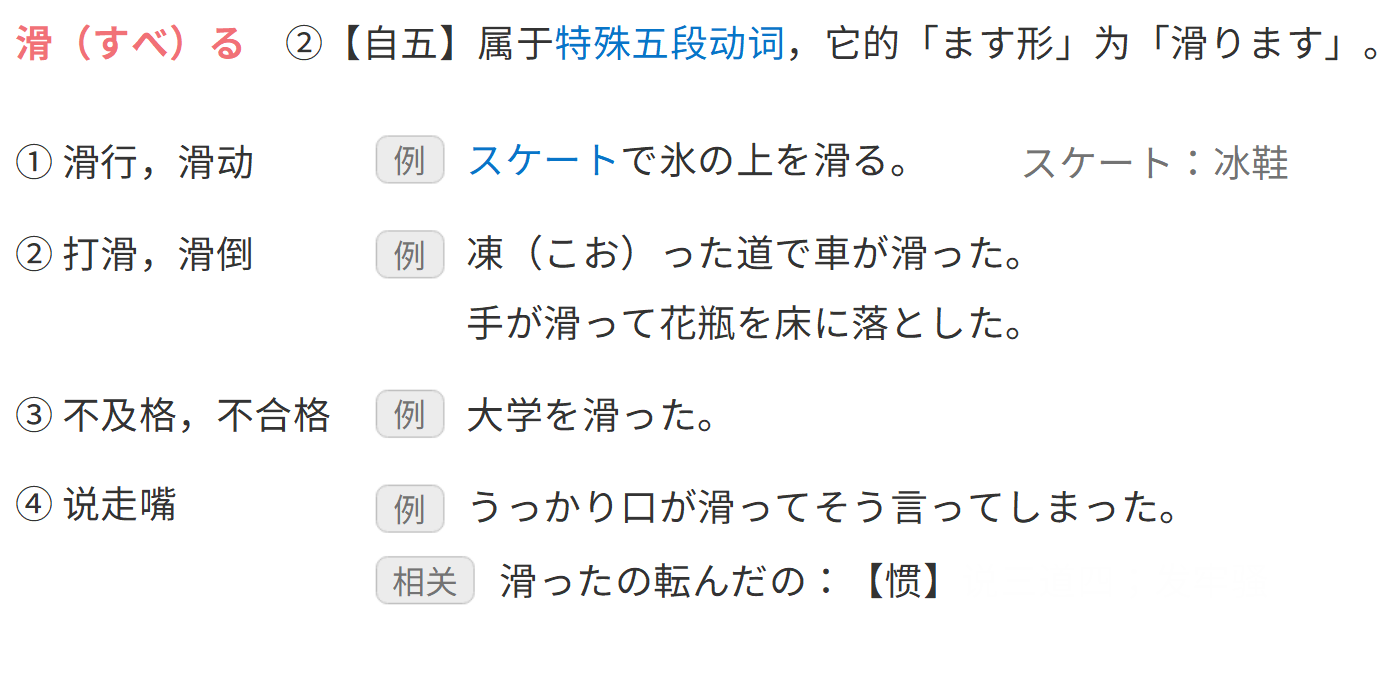 滑（すべ）る ②【自五】属于特殊五段动词，它的「ます形」为「滑ります」。
① 滑行，滑动 例 スケートで氷の上を滑る。 スケート：冰鞋
② 打滑，滑倒 例 凍（こお）った道で車が滑った。
手が滑って花瓶を床に落とした。
③ 不及格，不合格 例 大学を滑った。
④ 说走嘴 例 うっかり口が滑ってそう言ってしまった。
相关 滑ったの転んだの：【惯】